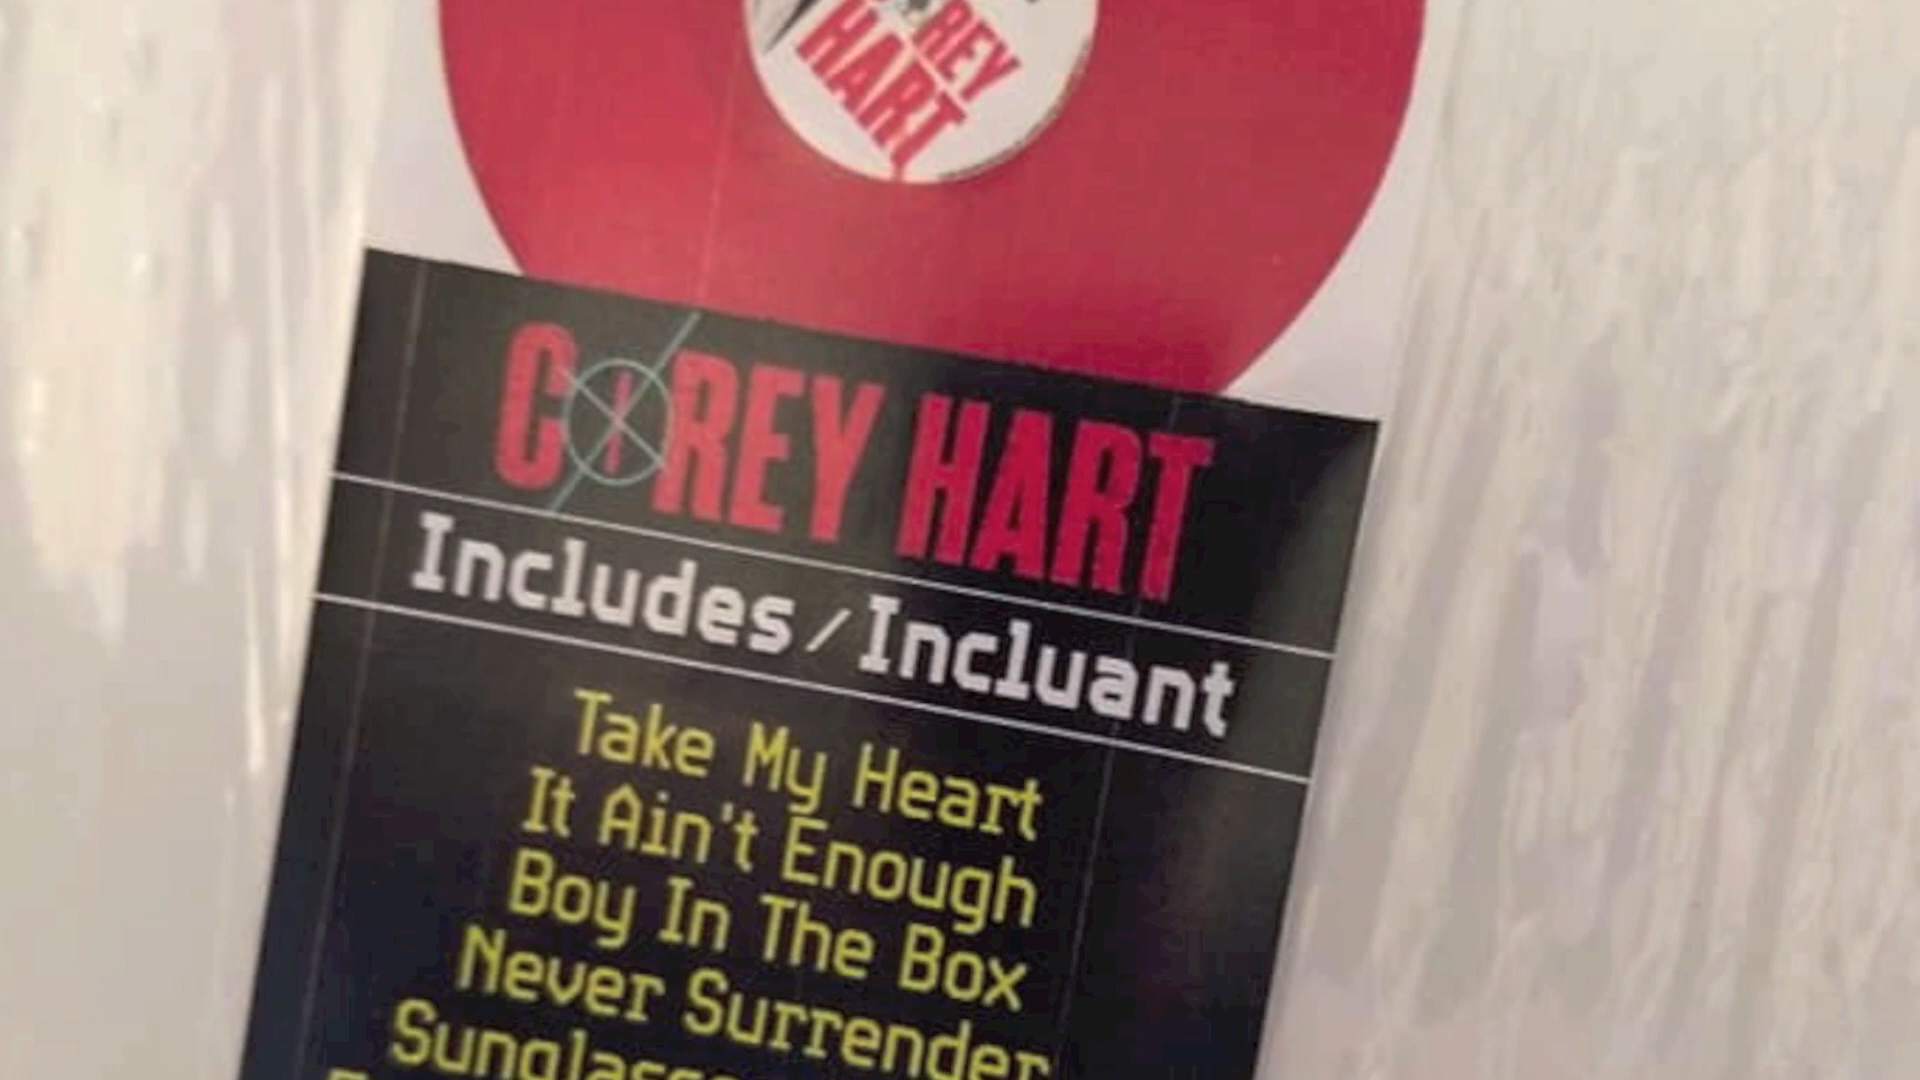 REY
HART
COREY HART
Includes / Incluant
Take My Heart
It Ain't Enough
Boy In The Box
Never Surrender